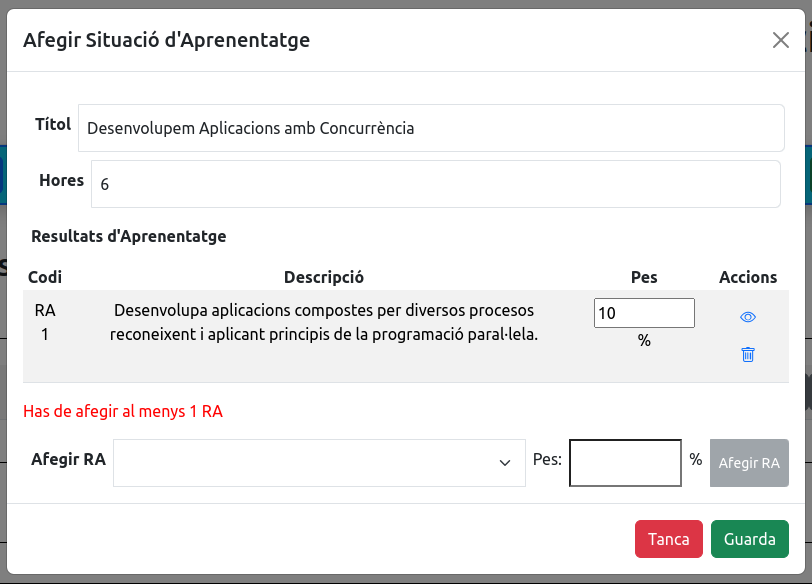 Afegir Situació d'Aprenentatge
Títol
Desenvolupem Aplicacions amb Concurrència
Hores
6
Resultats d'Aprenentatge
Codi Descripció Pes Accions
RA 1
Desenvolupa aplicacions compostes per diversos procesos
reconeixent i aplicant principis de la programació paral·lela.
10
%
Has de afegir al menys 1 RA
Afegir RA Pes: % Afegir RA
Tanca Guarda